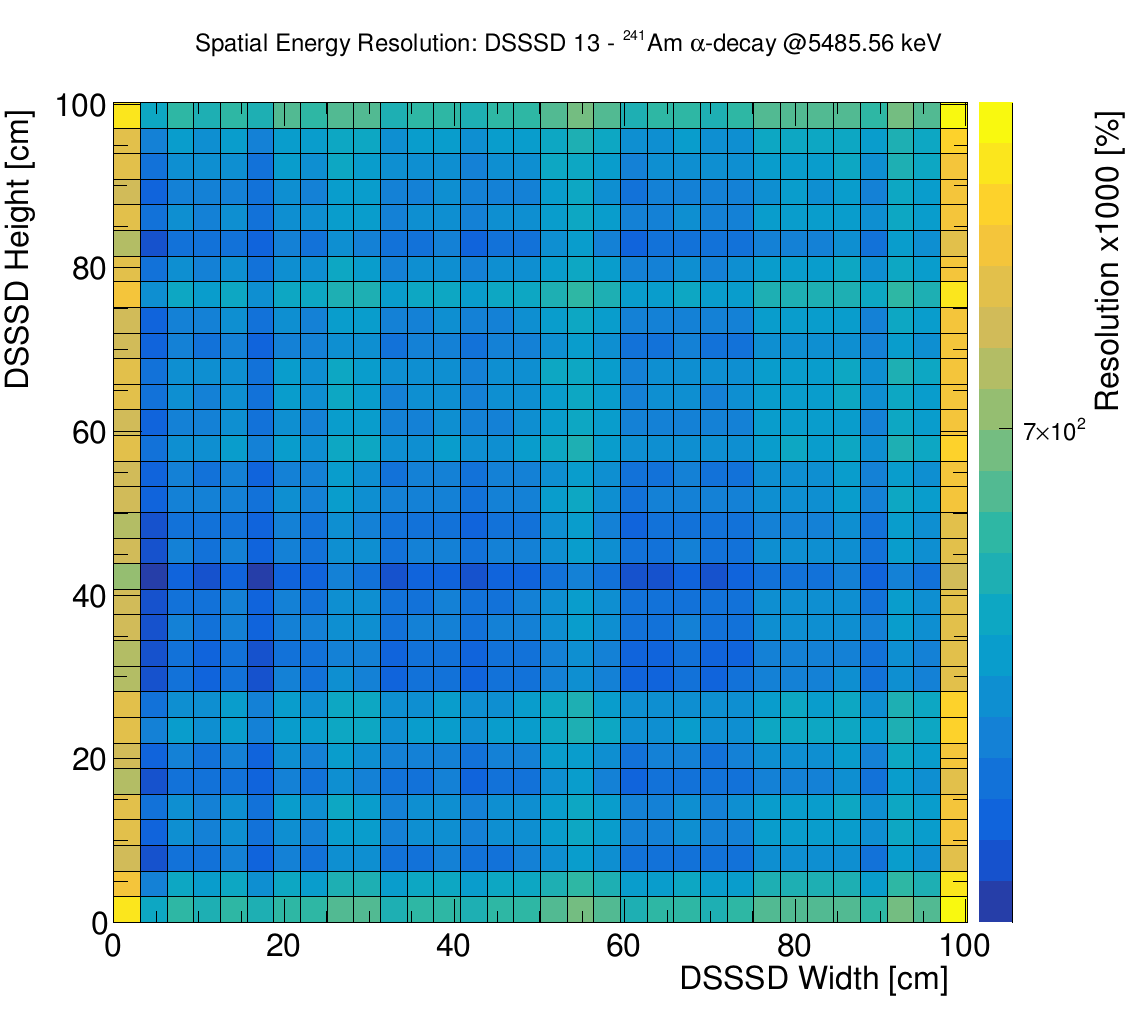 Spatial Energy Resolution: DSSSD 13 - ²⁴¹Am α-decay @5485.56 keV
DSSSD Height [cm]
100
80
60
40
20
0
0 20 40 60 80 100
DSSSD Width [cm]
7×10²
Resolution x1000 [%]